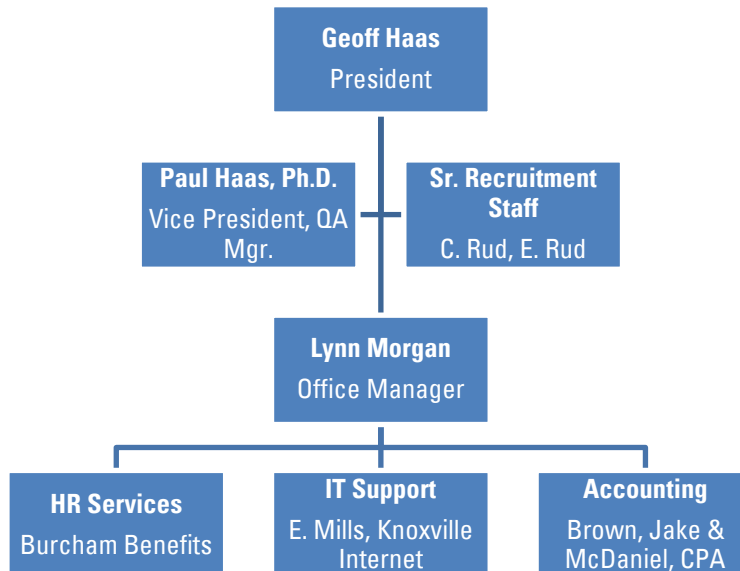 Geoff Haas
President
Paul Haas, Ph.D.
Vice President, QA
Mgr.
Sr. Recruitment
Staff
C. Rud, E. Rud
Lynn Morgan
Office Manager
HR Services
Burcham Benefits
IT Support
E. Mills, Knoxville
Internet
Accounting
Brown, Jake &
McDaniel, CPA